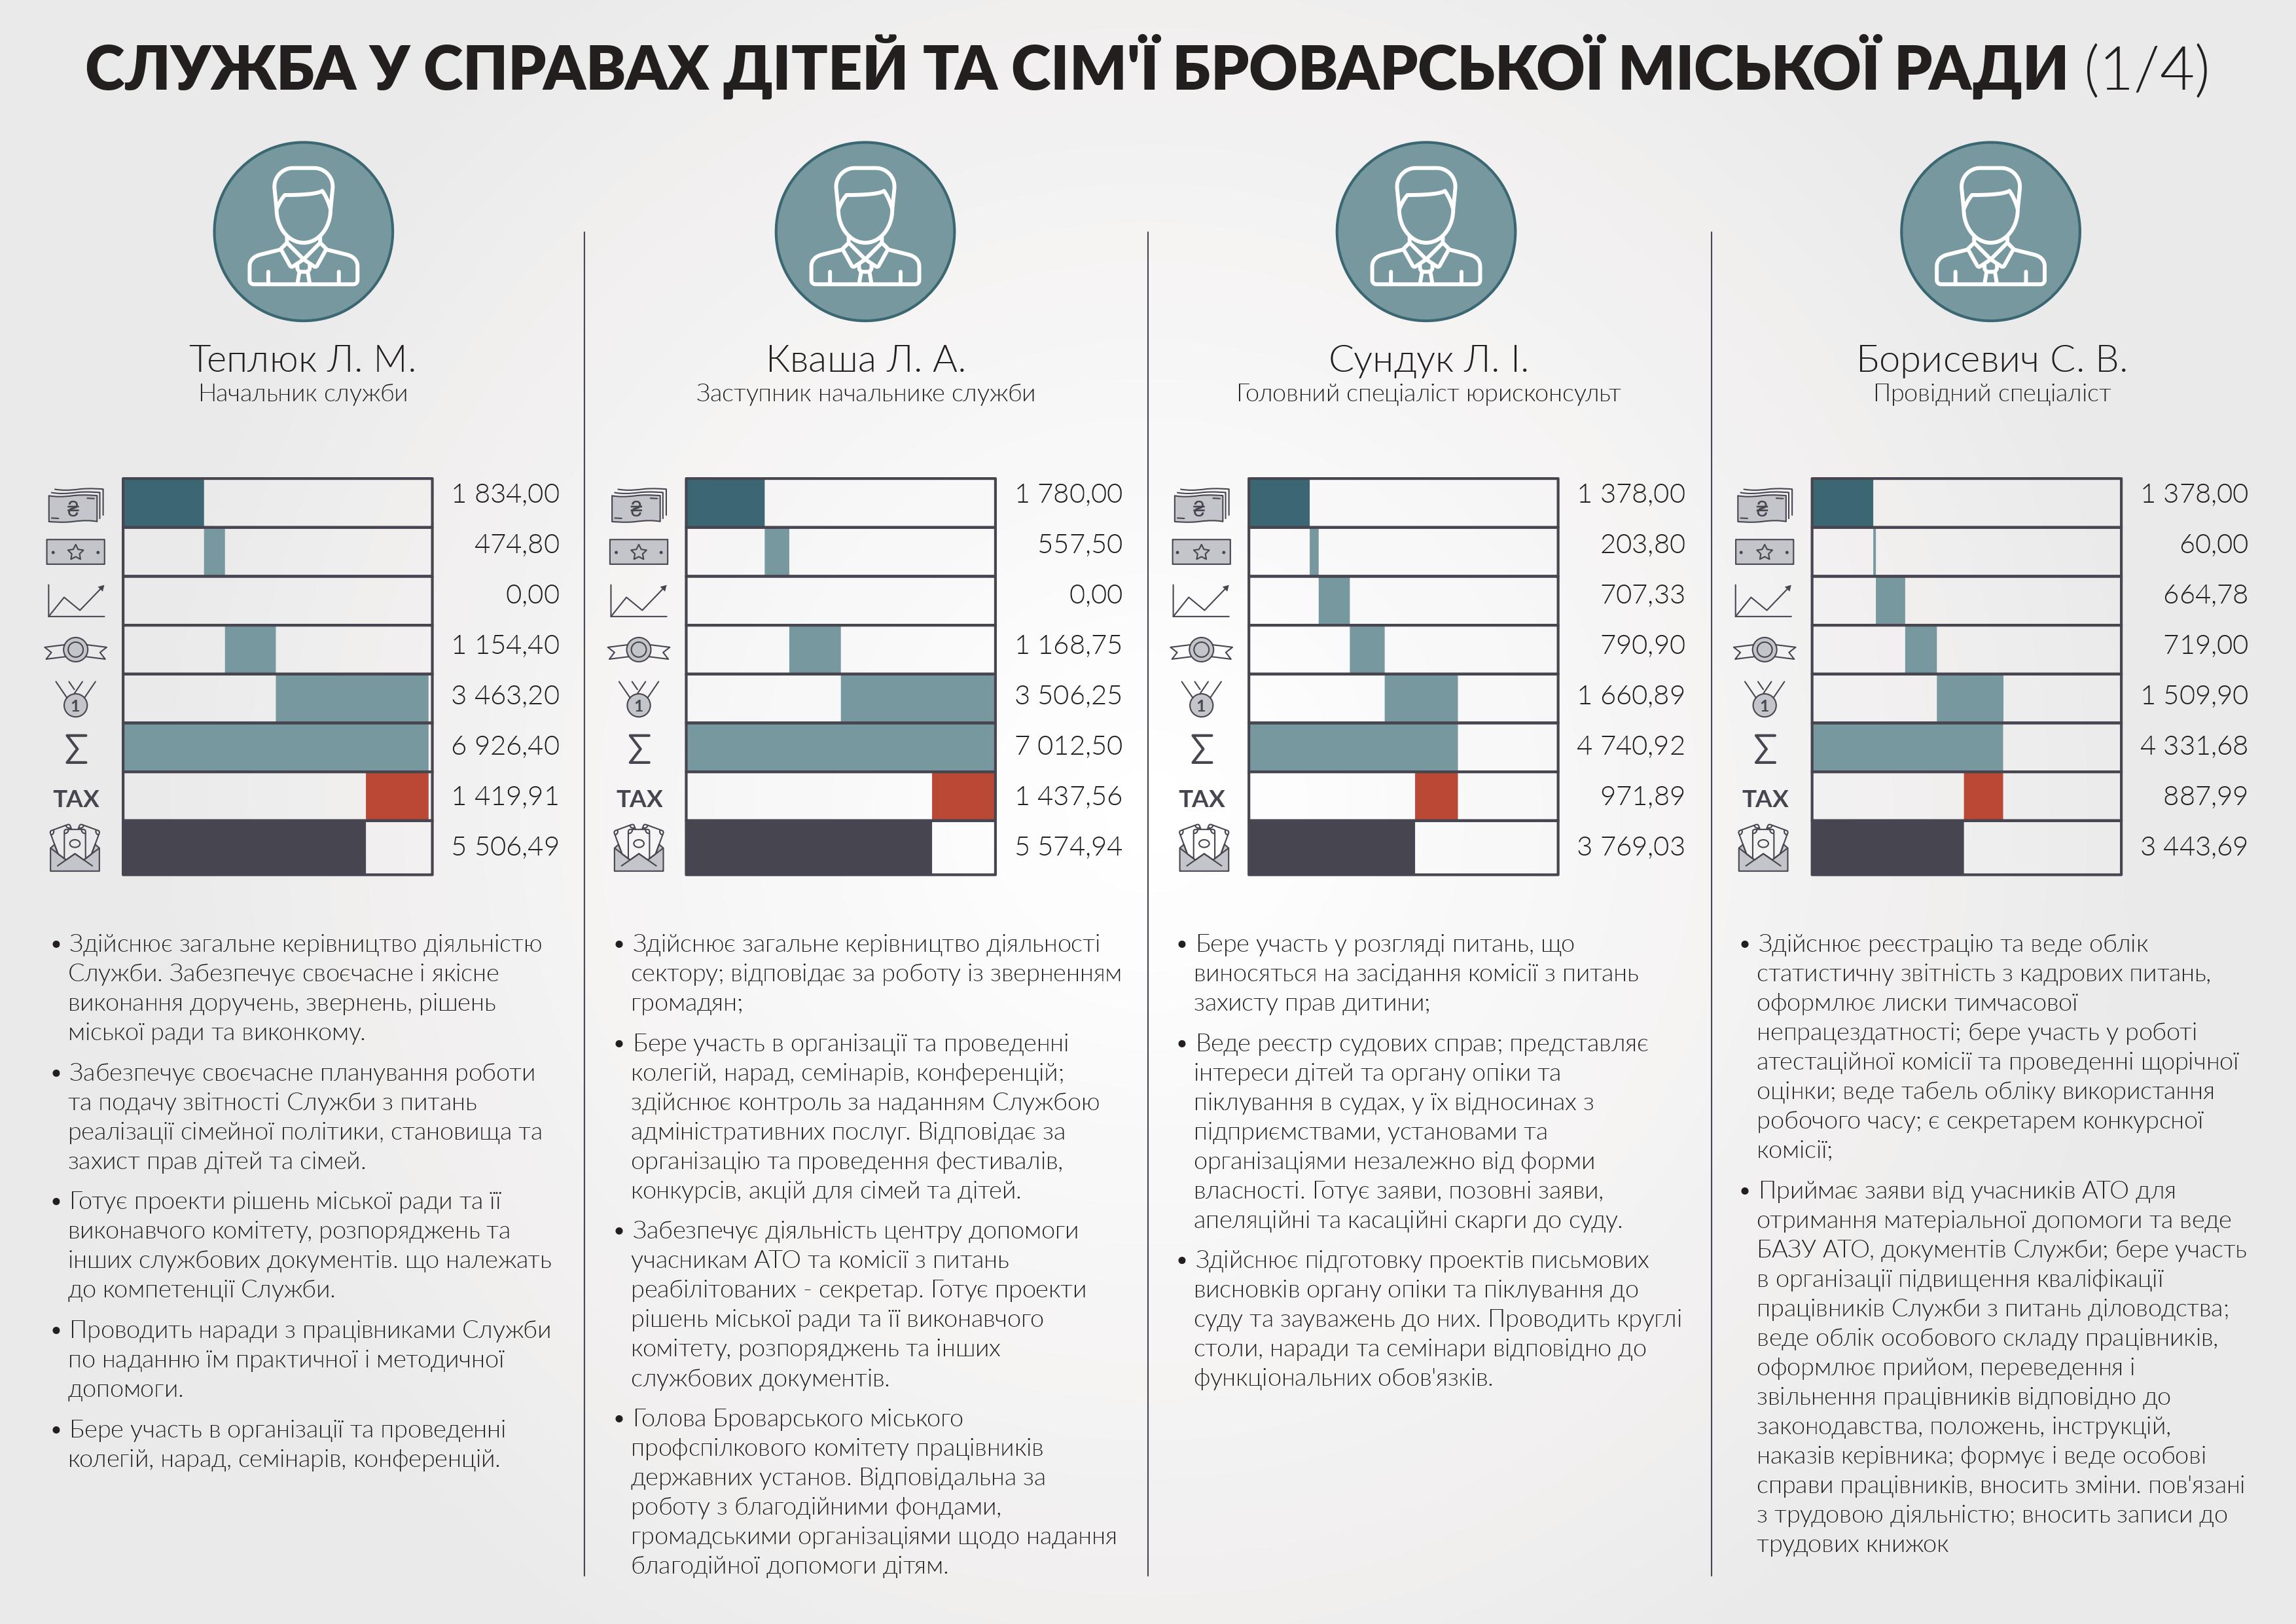 СЛУЖБА У СПРАВАХ ДІТЕЙ ТА СІМ'Ї БРОВАРСЬКОЇ МІСЬКОЇ РАДИ (1/4)
Теплюк Л. М.
Начальник служби
₴
1 834,00
474,80
0,00
1 154,40
1
3 463,20
Σ
6 926,40
TAX
1 419,91
5 506,49
• Здійснює загальне керівництво діяльністю
Служби. Забезпечує своєчасне і якісне
виконання доручень, звернень, рішень
міської ради та виконкому.
• Забезпечує своєчасне планування роботи
та подачу звітності Служби з питань
реалізації сімейної політики, становища та
захист прав дітей та сімей.
• Готує проекти рішень міської ради та її
виконавчого комітету, розпоряджень та
інших службових документів. що належать
до компетенції Служби.
• Проводить наради з працівниками Служби
по наданню їм практичної і методичної
допомоги.
• Бере участь в організації та проведенні
колегій, нарад, семінарів, конференцій.
Кваша Л. А.
Заступник начальнике служби
₴
1 780,00
557,50
0,00
1 168,75
1
3 506,25
Σ
7 012,50
TAX
1 437,56
5 574,94
• Здійснює загальне керівництво діяльності
сектору; відповідає за роботу із зверненням
громадян;
• Бере участь в організації та проведенні
колегій, нарад, семінарів, конференцій;
здійснює контроль за наданням Службою
адміністративних послуг. Відповідає за
організацію та проведення фестивалів,
конкурсів, акцій для сімей та дітей.
• Забезпечує діяльність центру допомоги
учасникам АТО та комісії з питань
реабілітованих - секретар. Готує проекти
рішень міської ради та її виконавчого
комітету, розпоряджень та інших
службових документів.
• Голова Броварського міського
профспілкового комітету працівників
державних установ. Відповідальна за
роботу з благодійними фондами,
громадськими організаціями щодо надання
благодійної допомоги дітям.
Сундук Л. І.
Головний спеціаліст юрисконсульт
₴
1 378,00
203,80
707,33
790,90
1
1 660,89
Σ
4 740,92
TAX
971,89
3 769,03
• Бере участь у розгляді питань, що
виносяться на засідання комісії з питань
захисту прав дитини;
• Веде реєстр судових справ; представляє
інтереси дітей та органу опіки та
піклування в судах, у їх відносинах з
підприємствами, установами та
організаціями незалежно від форми
власності. Готує заяви, позовні заяви,
апеляційні та касаційні скарги до суду.
• Здійснює підготовку проектів письмових
висновків органу опіки та піклування до
суду та зауважень до них. Проводить круглі
столи, наради та семінари відповідно до
функціональних обов'язків.
Борисевич С. В.
Провідний спеціаліст
₴
1 378,00
60,00
664,78
719,00
1
1 509,90
Σ
4 331,68
TAX
887,99
3 443,69
• Здійснює реєстрацію та веде облік
статистичну звітність з кадрових питань,
оформлює лиски тимчасової
непрацездатності; бере участь у роботі
атестаційної комісії та проведенні щорічної
оцінки; веде табель обліку використання
робочого часу; є секретарем конкурсної
комісії;
• Приймає заяви від учасників АТО для
отримання матеріальної допомоги та веде
БАЗУ АТО, документів Служби; бере участь
в організації підвищення кваліфікації
працівників Служби з питань діловодства;
веде облік особового складу працівників,
оформлює прийом, переведення і
звільнення працівників відповідно до
законодавства, положень, інструкцій,
наказів керівника; формує і веде особові
справи працівників, вносить зміни. пов'язані
з трудовою діяльністю; вносить записи до
трудових книжок